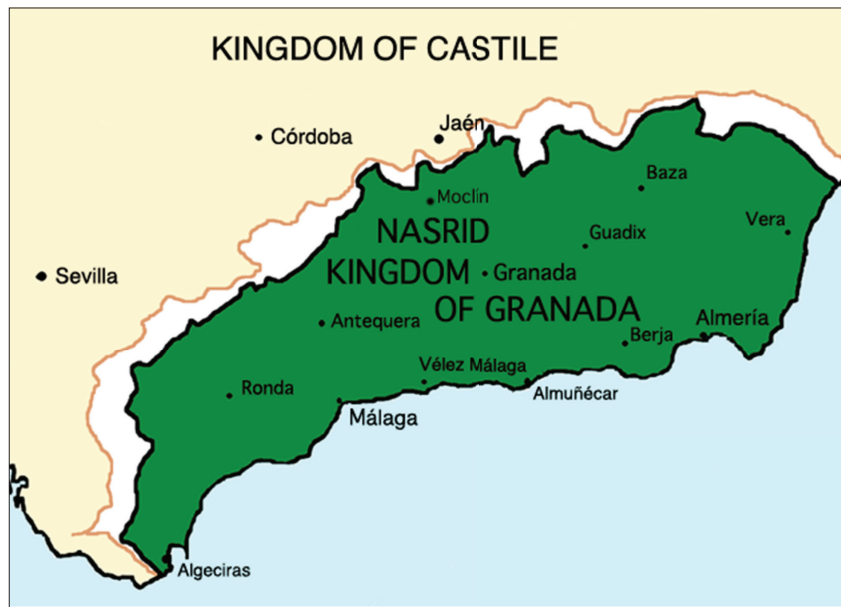 KINGDOM OF CASTILE
Jaén
Córdoba
Baza
Moclin
NASRID
Vera
Guadix
KINGDOM
Granada
Sevilla
OF GRANADA
Antequera
Almería
Berja
Vélez Málaga
Ronda
Almuñécar
Málaga
Algeciras